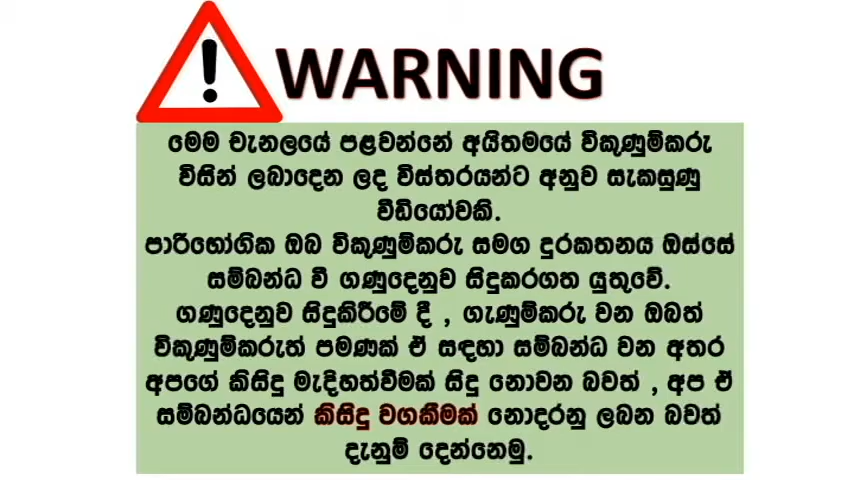 WARNING
මෙම චැනලයේ පළවන්නේ අයිතමයේ විකුණුම්කරු
විසින් ලබාදෙන ලද විස්තරයන්ට අනුව සැකසුණු
වීඩියෝවකි.
පාරිභෝගික ඔබ විකුණුම්කරු සමග දුරකතනය ඔස්සේ
සම්බන්ධ වී ගණුදෙනුව සිදුකරගත යුතුවේ.
ගණුදෙනුව සිදුකිරීමේ දී , ගැණුම්කරු වන ඔබත්
විකුණුම්කරුත් පමණක් ඒ සඳහා සම්බන්ධ වන අතර
අපගේ කිසිදු මැදිහත්වීමක් සිදු නොවන බවත් , අප ඒ
සම්බන්ධයෙන් කිසිදු වගකීමක් නොදරනු ලබන බවත්
දැනුම් දෙන්නෙමු.